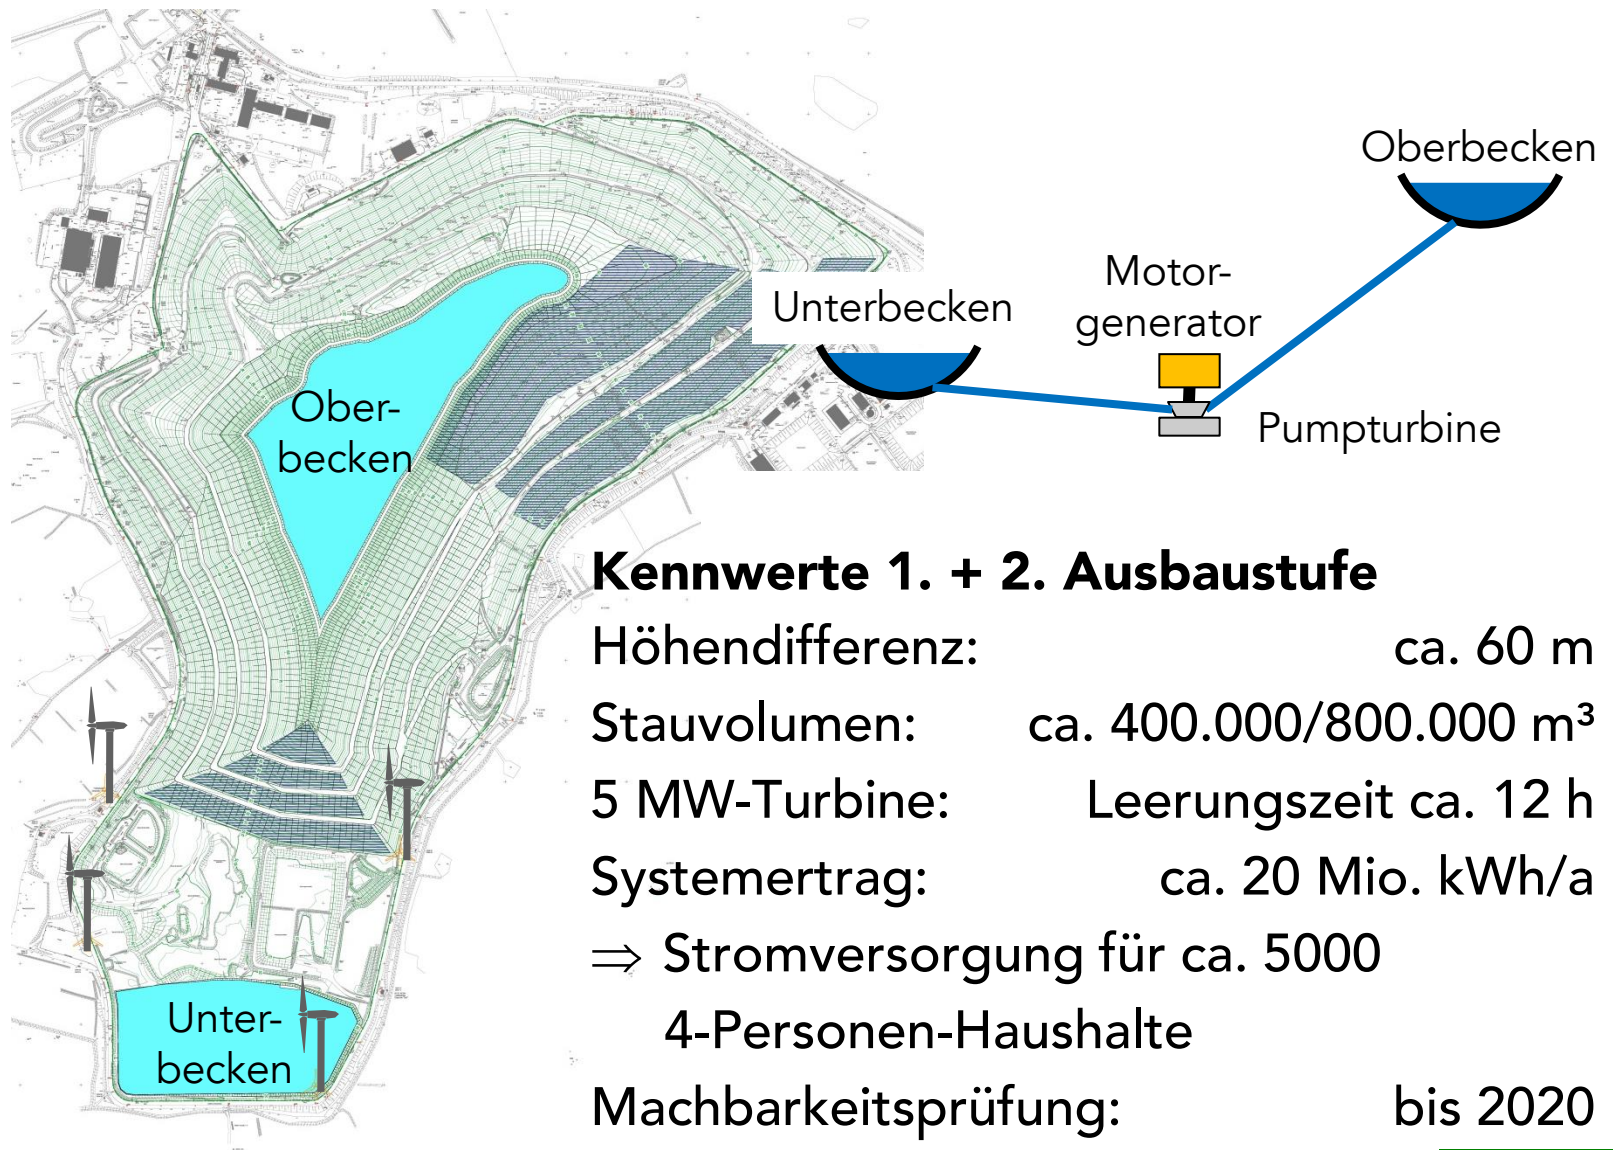 Oberbecken
Motor-
generator
Unterbecken
Pumpturbine
Ober-
becken
Unter-
becken
Kennwerte 1. + 2. Ausbaustufe
Höhendifferenz: ca. 60 m
Stauvolumen: ca. 400.000/800.000 m³
5 MW-Turbine: Leerungszeit ca. 12 h
Systemertrag: ca. 20 Mio. kWh/a
⇒ Stromversorgung für ca. 5000
4-Personen-Haushalte
Machbarkeitsprüfung: bis 2020